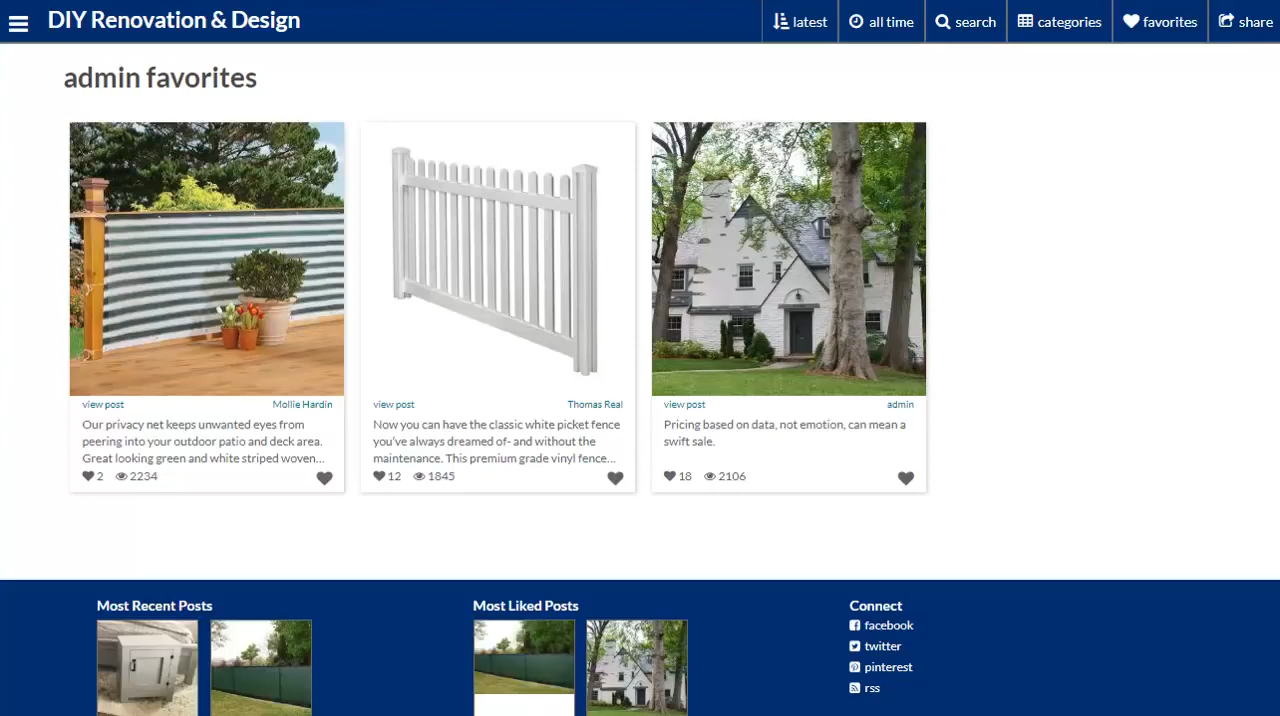 DIY Renovation & Design
latest
all time
search
categories
favorites
share
admin favorites
view post
Mollie Hardin
Our privacy net keeps unwanted eyes from
peering into your outdoor patio and deck area.
Great looking green and white striped woven...
2
2234
view post
Thomas Real
Now you can have the classic white picket fence
you've always dreamed of- and without the
maintenance. This premium grade vinyl fence...
12
1845
view post
admin
Pricing based on data, not emotion, can mean a
swift sale.
18
2106
Most Recent Posts
Most Liked Posts
Connect
facebook
twitter
pinterest
rss